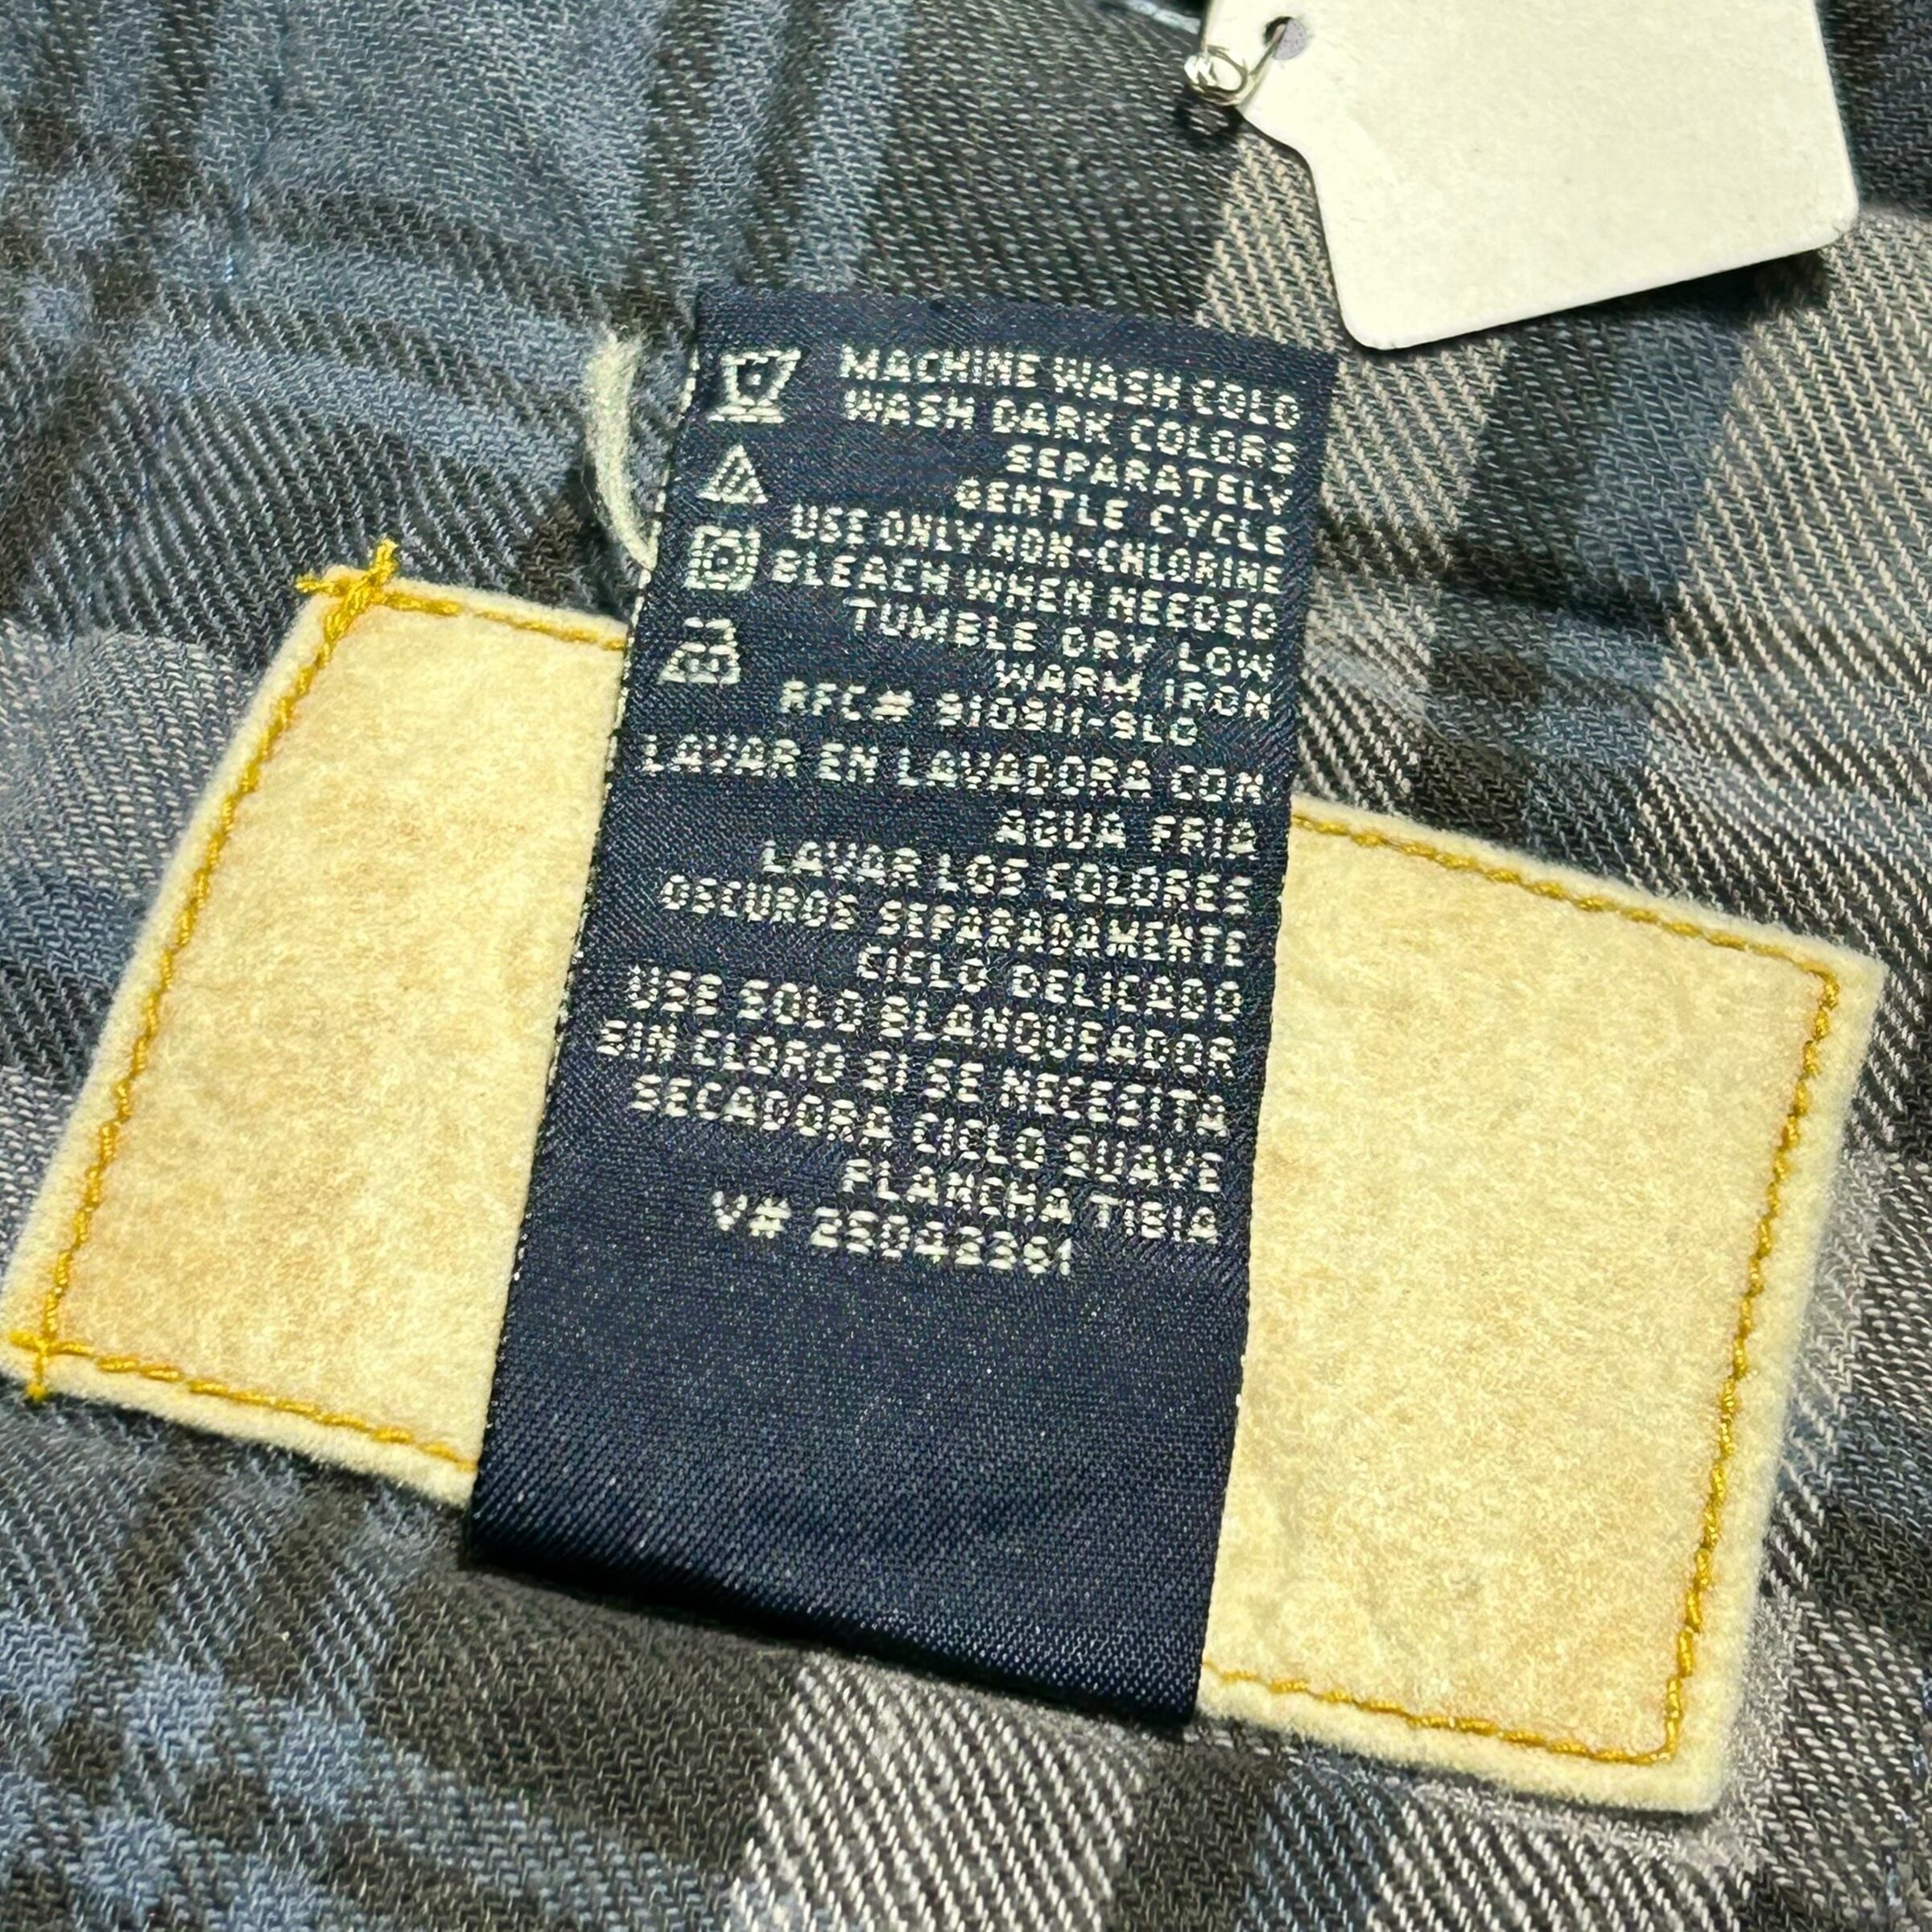 MACHINE WASH COLD
WASH DARK COLORS
SEPARATELY
GENTLE CYCLE
USE ONLY NON-CHLORINE
BLEACH WHEN NEEDED
TUMBLE DRY LOW
WARM IRON
LAVAR EN LAVADORA CON
AGUA FRIA
LAVAR LOS COLORES
OSCUROS SEPARADAMENTE
CICLO DELICADO
USE SOLO BLANQUEADOR
SIN CLORO SI SE NECESITA
SECADORA CICLO SUAVE
PLANCHA TIBIA
V#